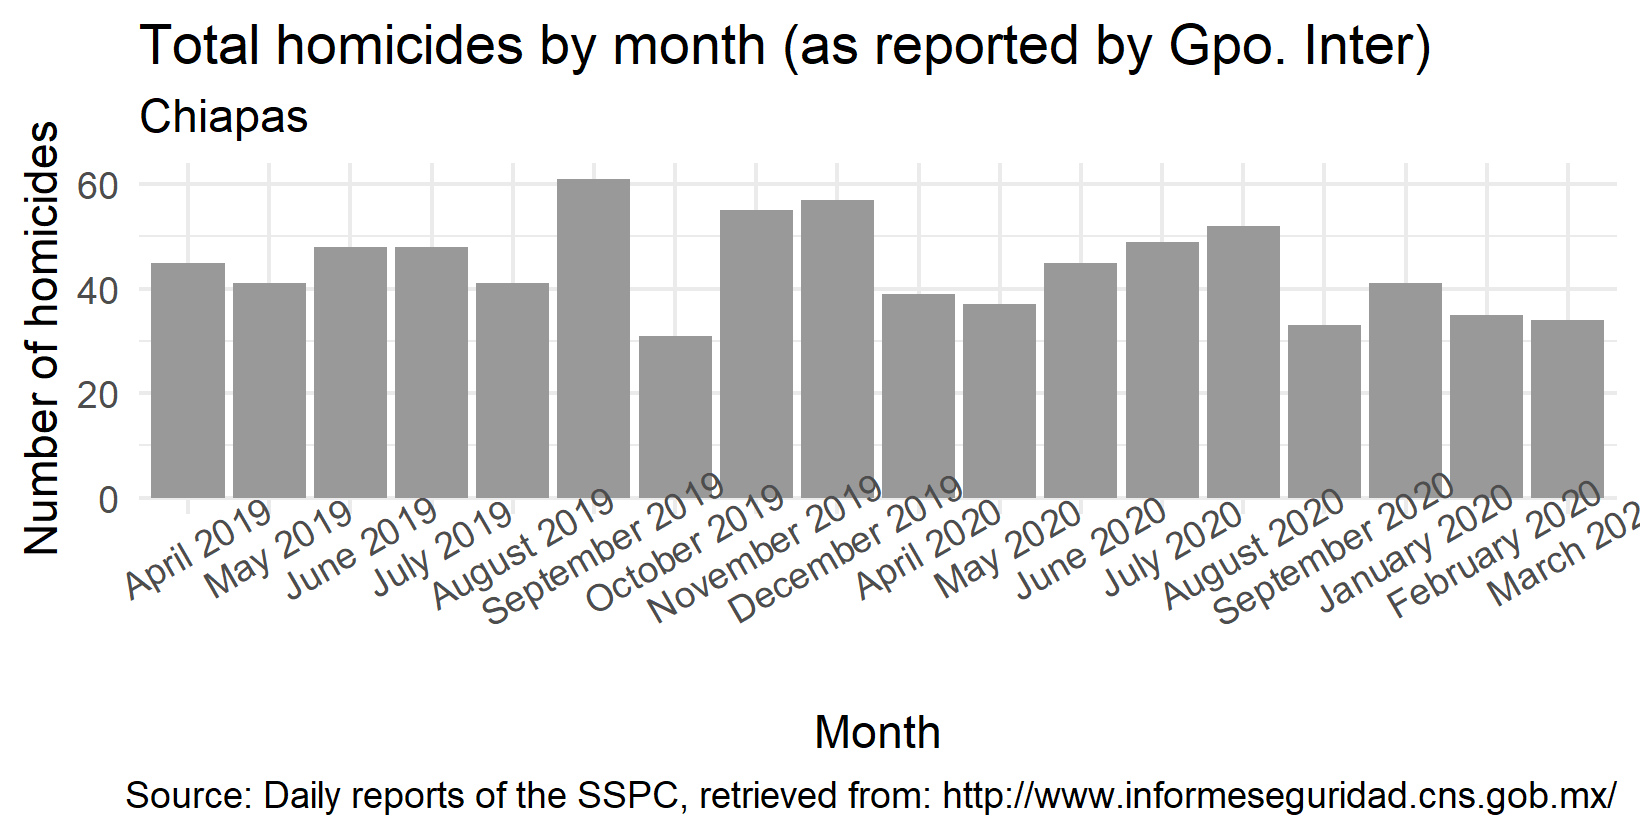 Total homicides by month (as reported by Gpo. Inter)
Chiapas
Number of homicides
60
40
20
0
April 2019
May 2019
June 2019
July 2019
August 2019
September 2019
October 2019
November 2019
December 2019
April 2020
May 2020
June 2020
July 2020
August 2020
September 2020
January 2020
February 2020
March 202
Month
Source: Daily reports of the SSPC, retrieved from: http://www.informeseguridad.cns.gob.mx/